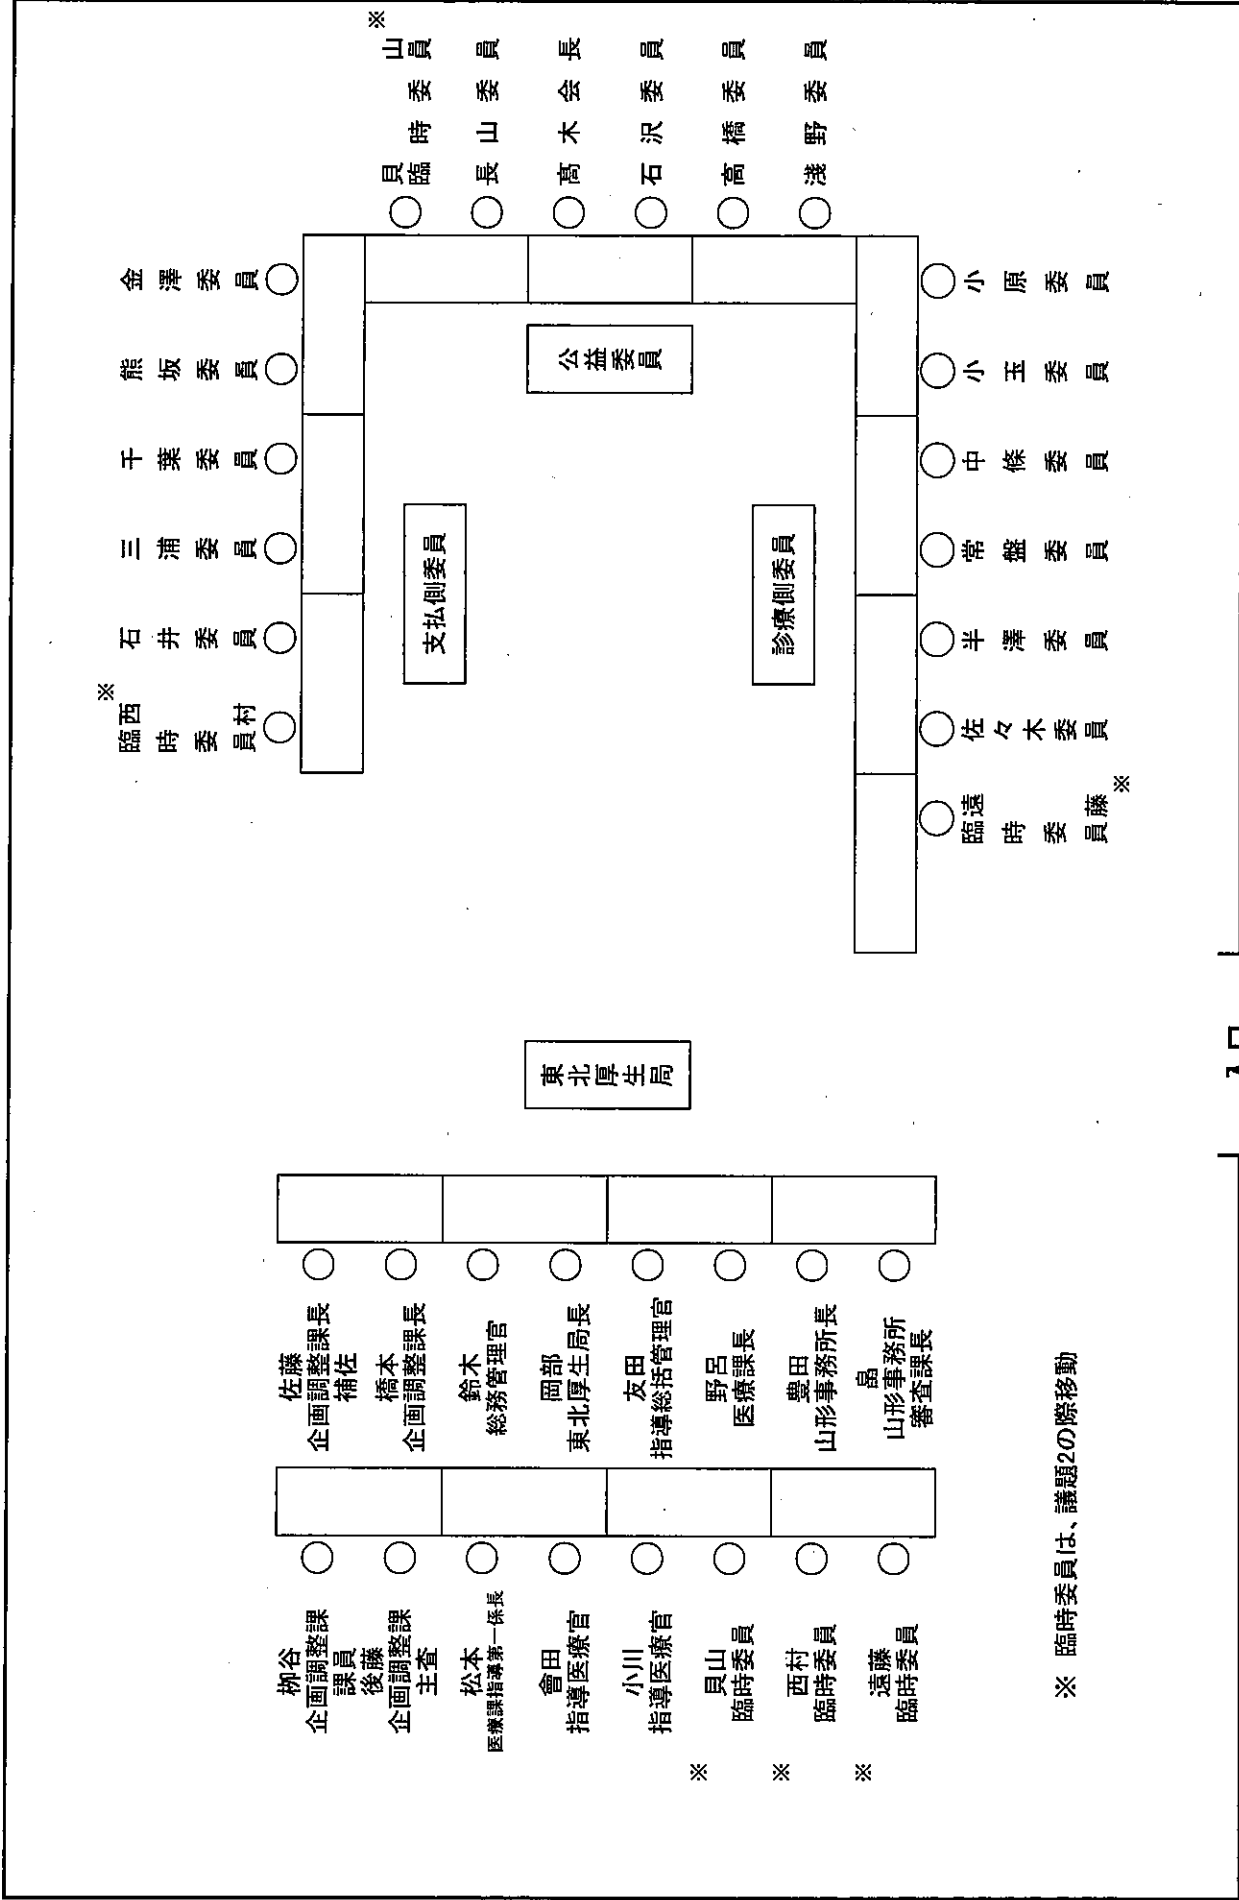 ※
貝山
臨時委員
長山委員
髙木会長
石沢委員
高橋委員
淺野委員
金澤委員
熊坂委員
千葉委員
三浦委員
石井委員
※
西村
臨時委員
公益委員
支払側委員
診療側委員
小原委員
小玉委員
中條委員
常盤委員
半澤委員
佐々木委員
遠藤
臨時委員
※
東北厚生局
佐藤
企画調整課長
補佐
橋本
企画調整課長
鈴木
総務管理官
岡部
東北厚生局長
友田
指導総括管理官
野呂
医療課長
豊田
山形事務所長
畠
山形事務所
審査課長
柳谷
企画調整課
課員
後藤
企画調整課
主査
松本
医療課指導第一係長
會田
指導医療官
小川
指導医療官
※
貝山
臨時委員
※
西村
臨時委員
※
遠藤
臨時委員
※ 臨時委員は、議題2の際移動